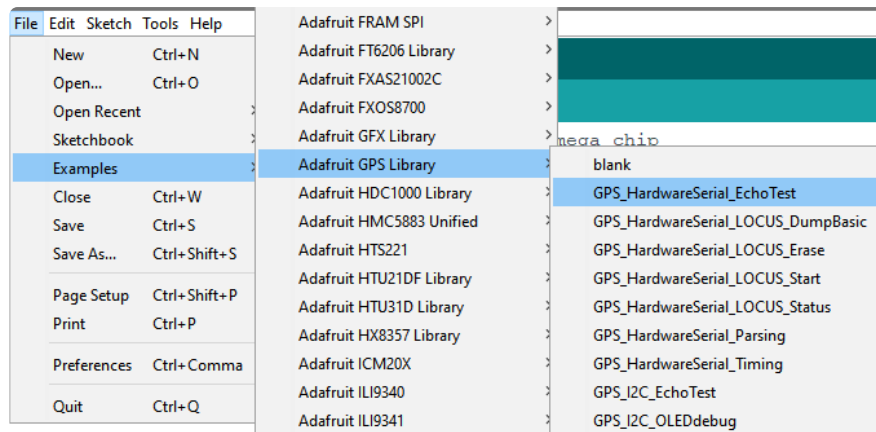 File Edit Sketch Tools Help
New Ctrl+N
Open... Ctrl+O
Open Recent
Sketchbook
Examples
Close Ctrl+W
Save Ctrl+S
Save As... Ctrl+Shift+S
Page Setup Ctrl+Shift+P
Print Ctrl+P
Preferences Ctrl+Comma
Quit Ctrl+Q
Adafruit FRAM SPI
Adafruit FT6206 Library
Adafruit FXAS21002C
Adafruit FXOS8700
Adafruit GFX Library
Adafruit GPS Library
Adafruit HDC1000 Library
Adafruit HMC5883 Unified
Adafruit HTS221
Adafruit HTU21DF Library
Adafruit HTU31D Library
Adafruit HX8357 Library
Adafruit ICM20X
Adafruit ILI9340
Adafruit ILI9341
mega chip
blank
GPS_HardwareSerial_EchoTest
GPS_HardwareSerial_LOCUS_DumpBasic
GPS_HardwareSerial_LOCUS_Erase
GPS_HardwareSerial_LOCUS_Start
GPS_HardwareSerial_LOCUS_Status
GPS_HardwareSerial_Parsing
GPS_HardwareSerial_Timing
GPS_I2C_EchoTest
GPS_I2C_OLEDdebug